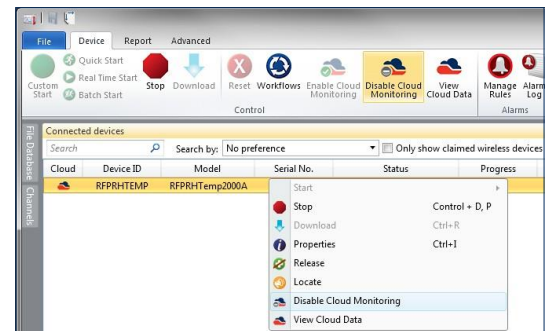 File Device Report Advanced
Custom Start
Quick Start
Real Time Start
Batch Start
Stop
Download
Reset
Workflows
Enable Cloud Monitoring
Disable Cloud Monitoring
View Cloud Data
Manage Rules
Alarm Log
Control
Alarms
File Database
Channels
Connected devices
Search
Search by: No preference
Only show claimed wireless devices
Cloud Device ID Model Serial No. Status Progress
RFPRHTEMP RFPRHTemp2000A
Start
Stop Control + D, P
Download Ctrl+R
Properties Ctrl+I
Release
Locate
Disable Cloud Monitoring
View Cloud Data